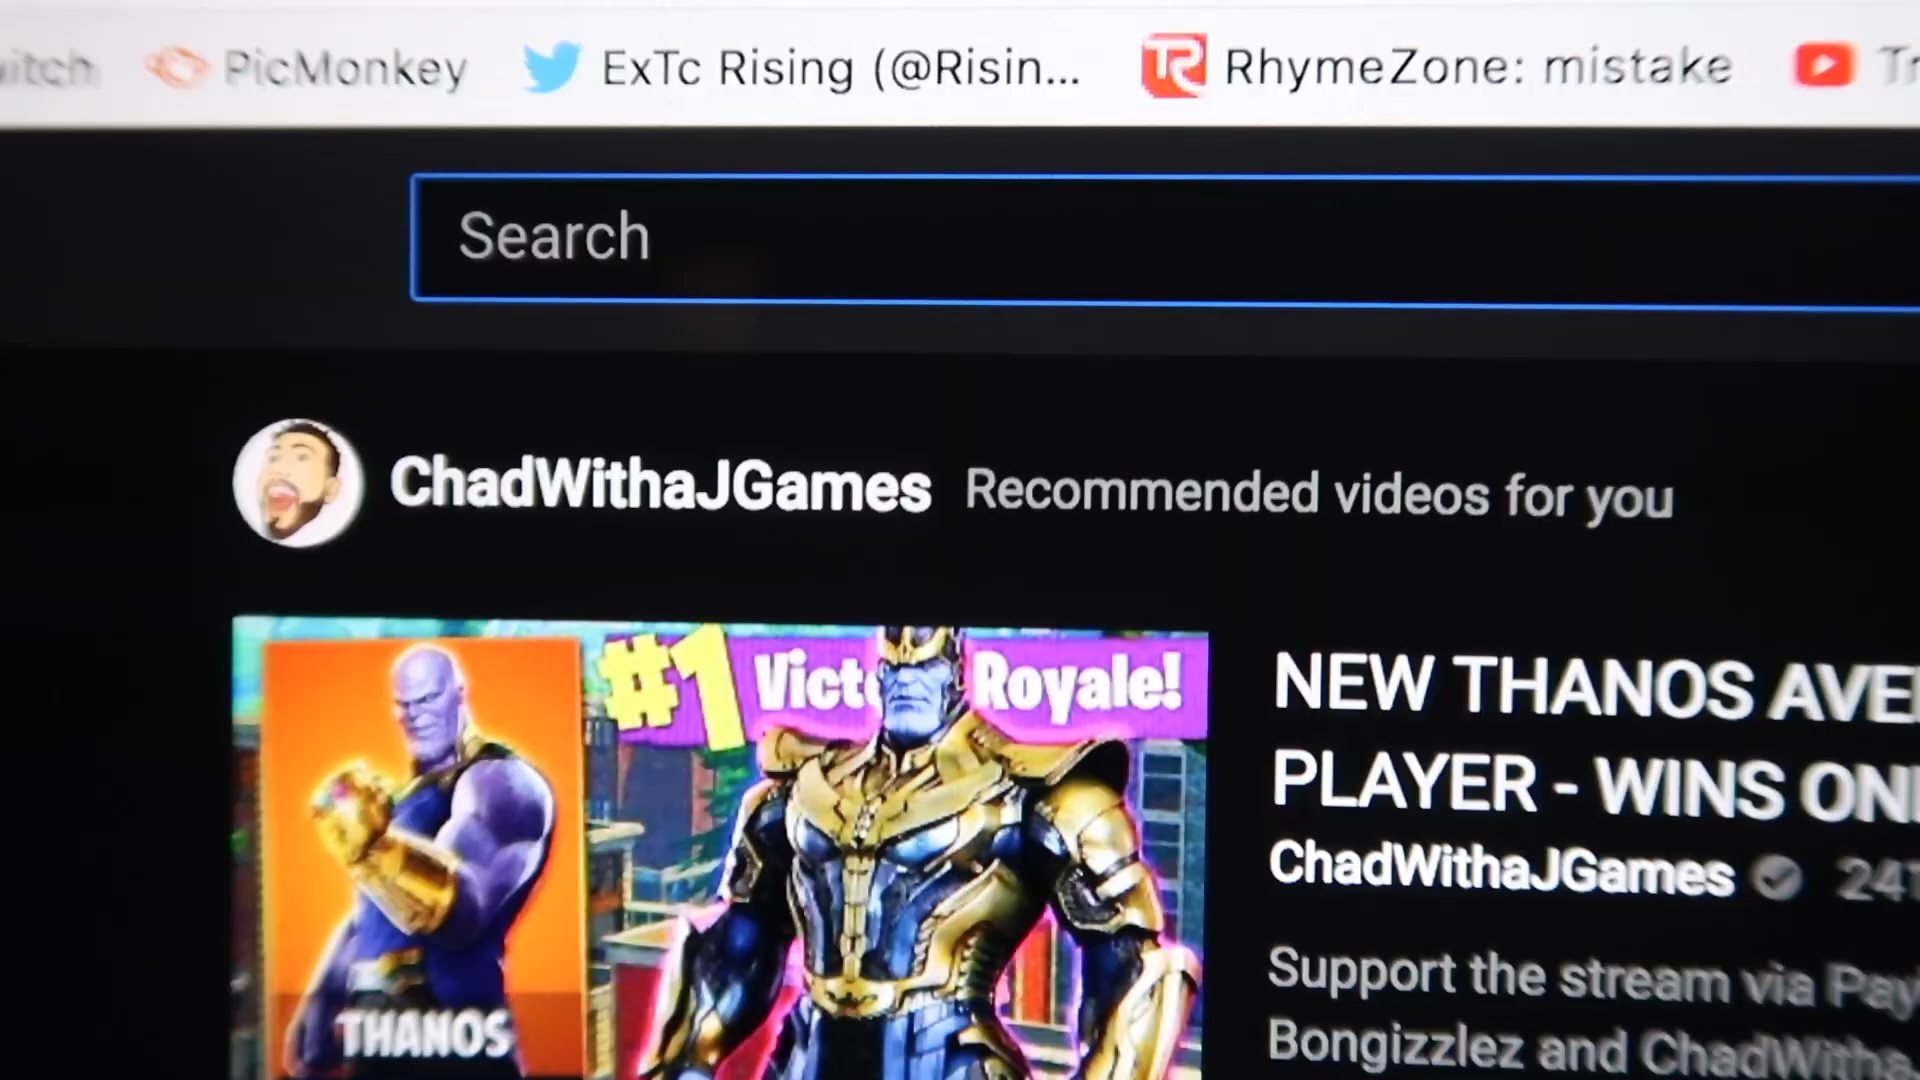 PicMonkey ExTc Rising (@Risin... RhymeZone: mistake
Search
ChadWithaJGames Recommended videos for you
#1 Royale!
THANOS
NEW THANOS
PLAYER - WINS
ChadWithaJGames
Support the stream via
Bongizzlez and